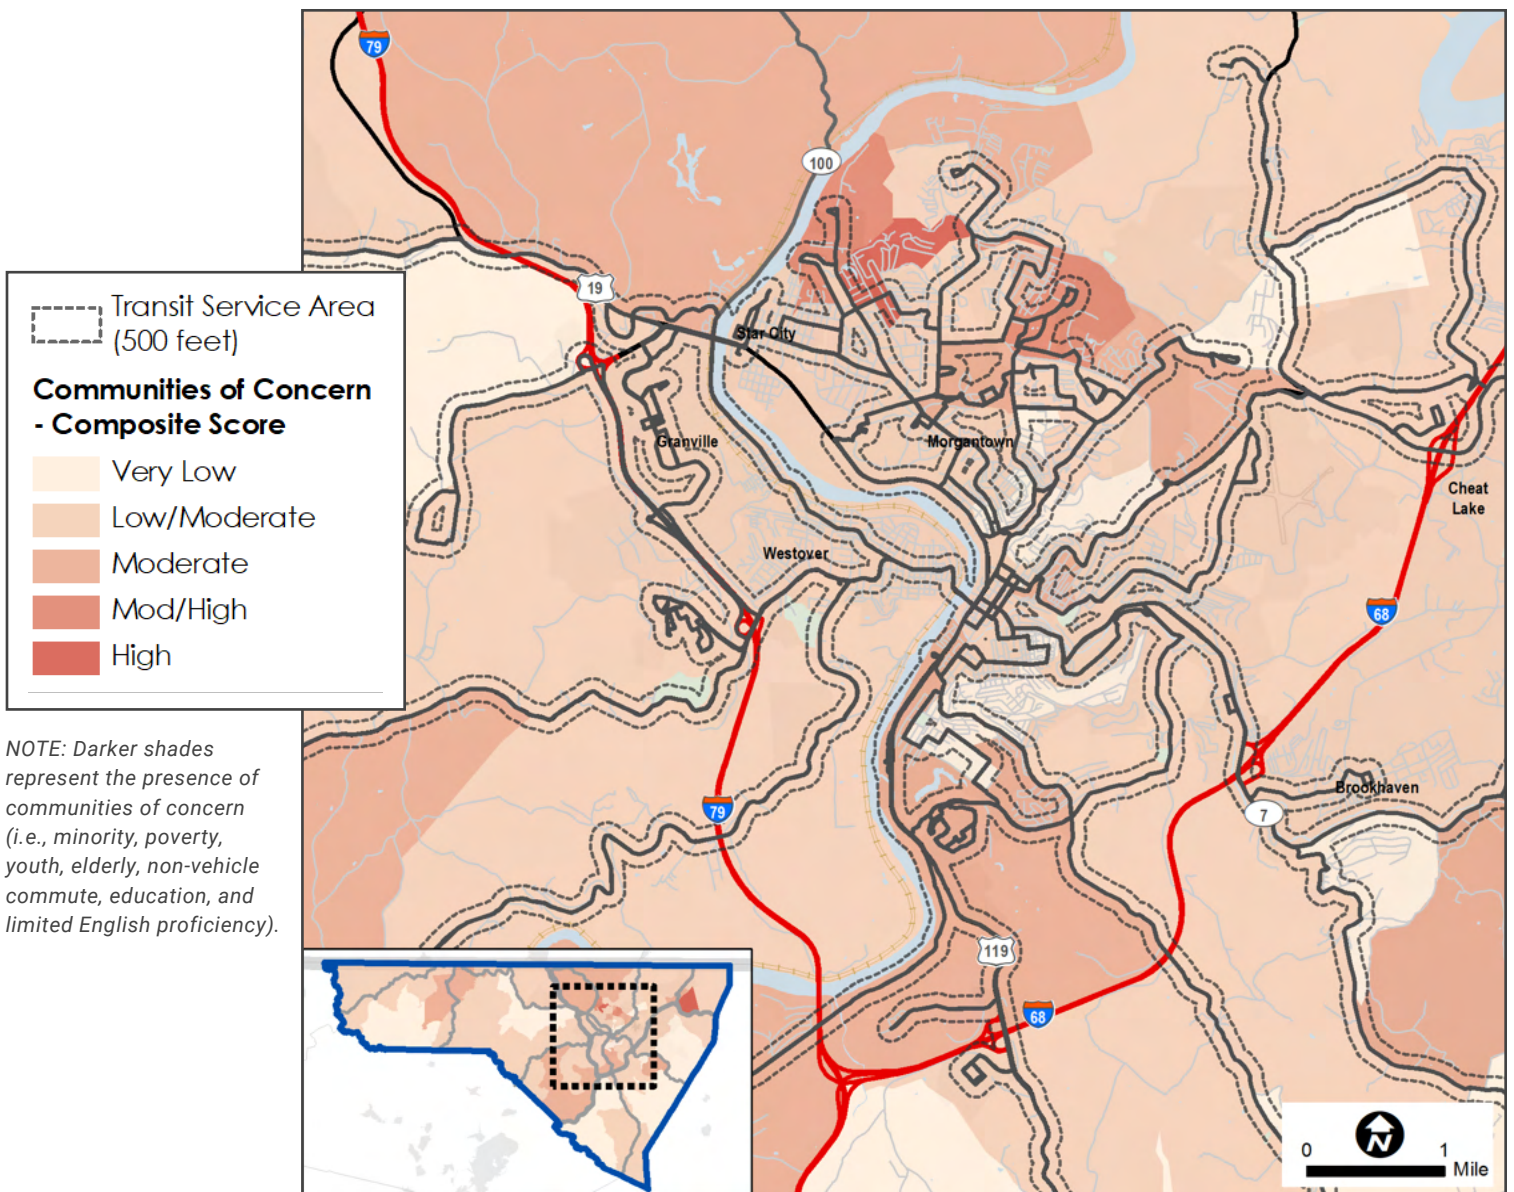 Transit Service Area
(500 feet)
Communities of Concern
- Composite Score
Very Low
Low/Moderate
Moderate
Mod/High
High
NOTE: Darker shades
represent the presence of
communities of concern
(i.e., minority, poverty,
youth, elderly, non-vehicle
commute, education, and
limited English proficiency).
79
100
19
Star City
Granville
Morgantown
Cheat
Lake
Westover
68
79
Brookhaven
7
119
68
N
0 1
Mile